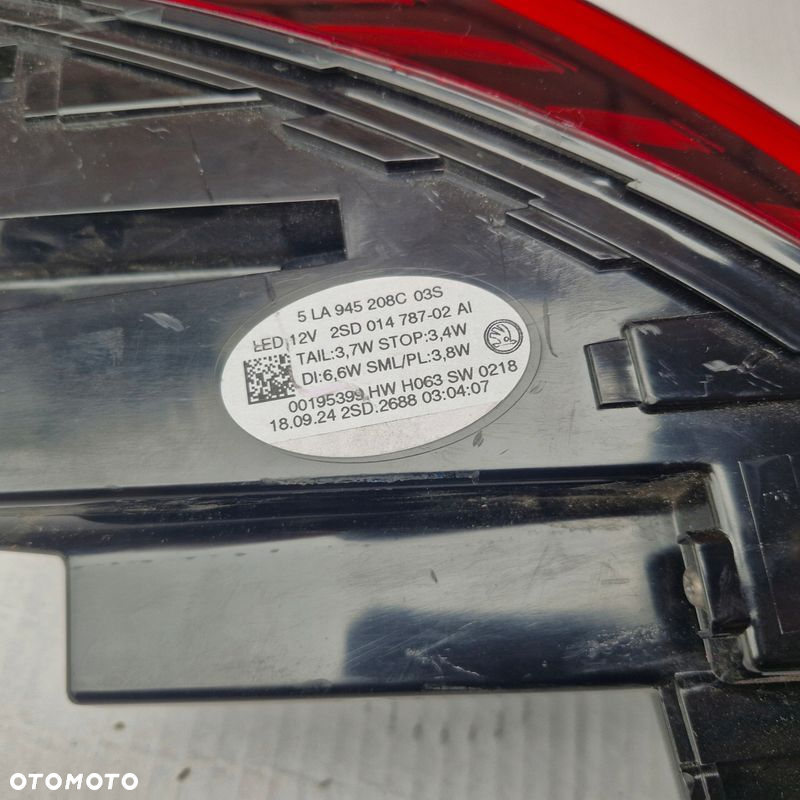 5 LA 945 208C 03S
LED 12V 2SD 014 787-02 AI
TAIL:3,7W STOP:3,4W
DI:6,6W SML/PL:3,8W
00195399 HW H063 SW 0218
18.09.24 2SD.2688 03:04:07
OTOMOTO